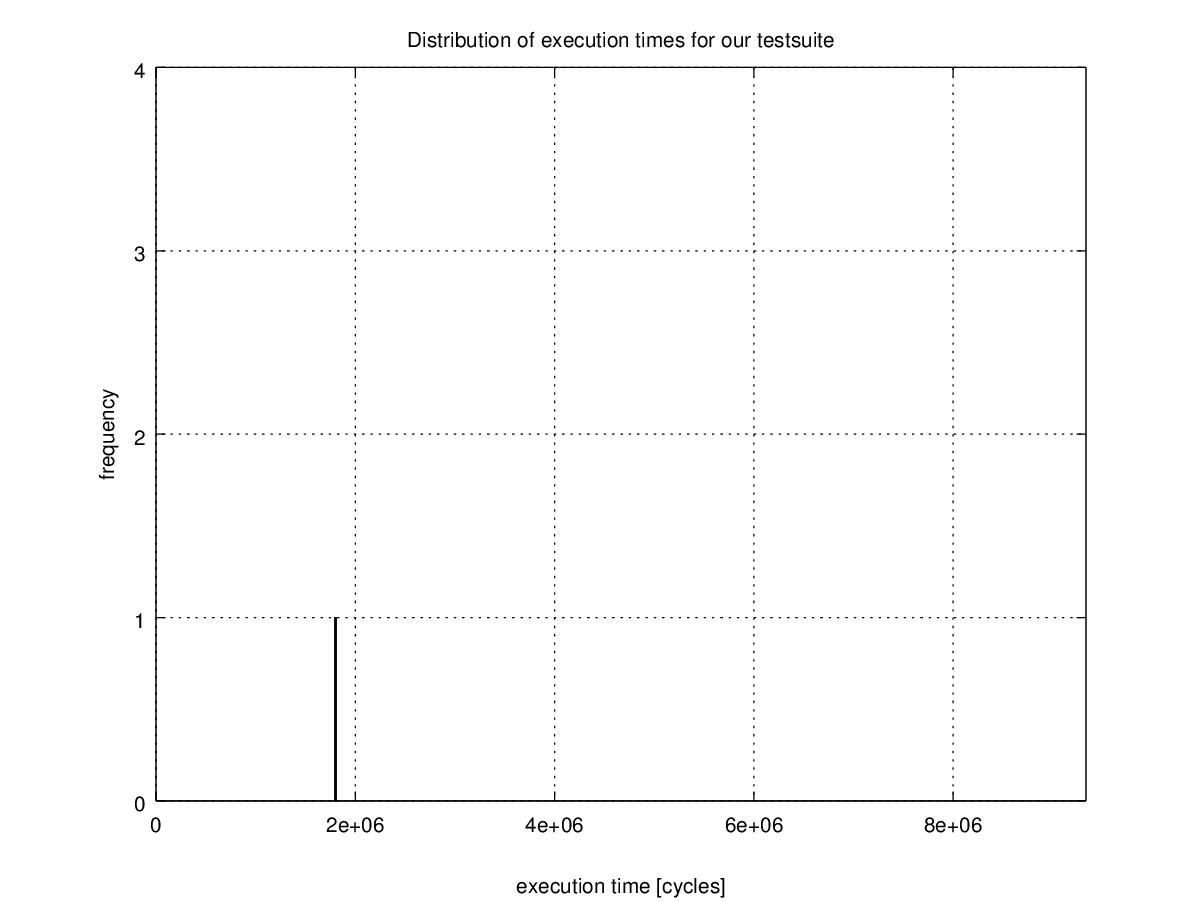 Distribution of execution times for our testsuite
4
3
2
1
0
frequency
0 2e+06 4e+06 6e+06 8e+06
execution time [cycles]